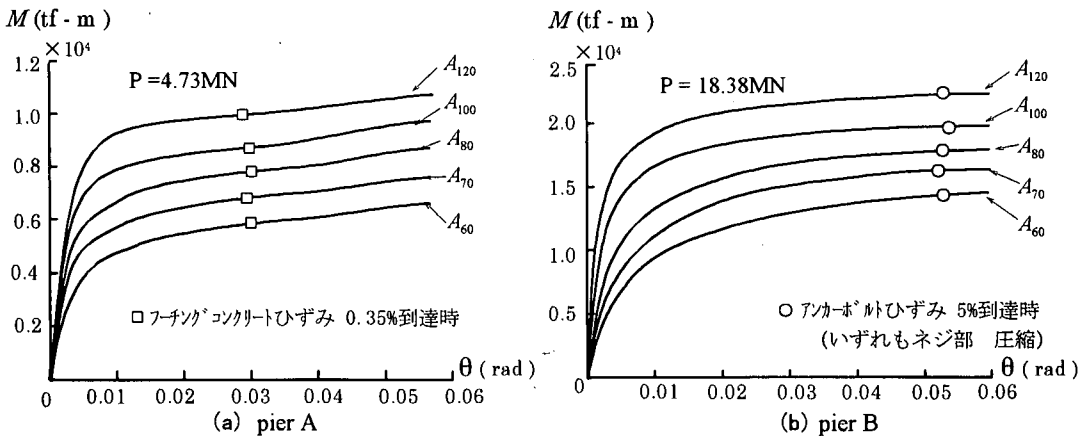 M (tf - m)
×10⁴
1.2
1.0
0.8
0.6
0.4
0.2
0
P =4.73MN
A₁₂₀
A₁₀₀
A₈₀
A₇₀
A₆₀
□ フーチングコンクリートひずみ 0.35%到達時
θ ( rad )
0.01 0.02 0.03 0.04 0.05 0.06
(a) pier A
M (tf - m)
×10⁴
2.5
2.0
1.5
1.0
0.5
0
P =18.38MN
A₁₂₀
A₁₀₀
A₈₀
A₇₀
A₆₀
○ アンカーボルトひずみ 5%到達時
(いずれもネジ部 圧縮)
θ ( rad )
0.01 0.02 0.03 0.04 0.05 0.06
(b) pier B